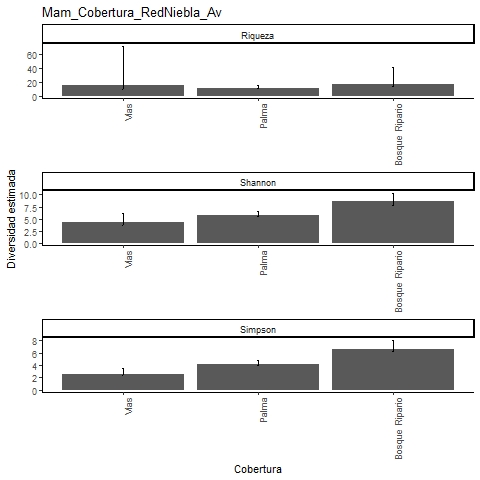 Mam_Cobertura_RedNiebla_Av
Riqueza
60
40
20
0
Vias
Palma
Bosque Ripario
Shannon
10.0
7.5
5.0
2.5
0.0
Vias
Palma
Bosque Ripario
Simpson
8
6
4
2
0
Vias
Palma
Bosque Ripario
Diversidad estimada
Cobertura